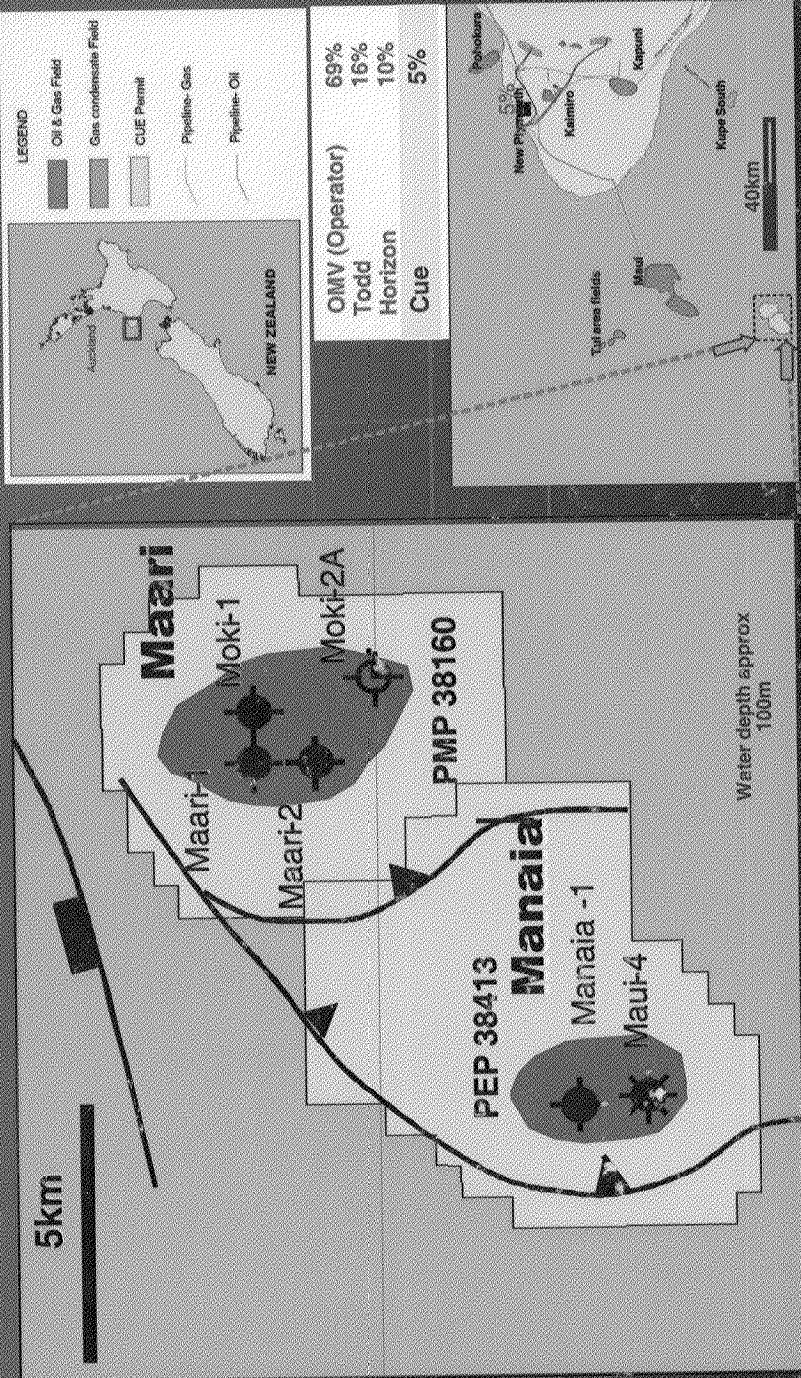 5km
Maari
Moki-1
Moki-2A
Maari-1
Maari-2
PMP 38160
PEP 38413
Manaia
Manaia -1
Maui-4
Water depth approx
100m
Auckland
NEW ZEALAND
LEGEND
Oil & Gas Field
Gas condensate Field
CUE Permit
Pipeline- Gas
Pipeline- Oil
OMV (Operator) 69%
Todd 16%
Horizon 10%
Cue 5%
Pohokura
5%
New Plymouth
Kaimiro
Kapuni
Kupe South
Maui
Tui area fields
40km